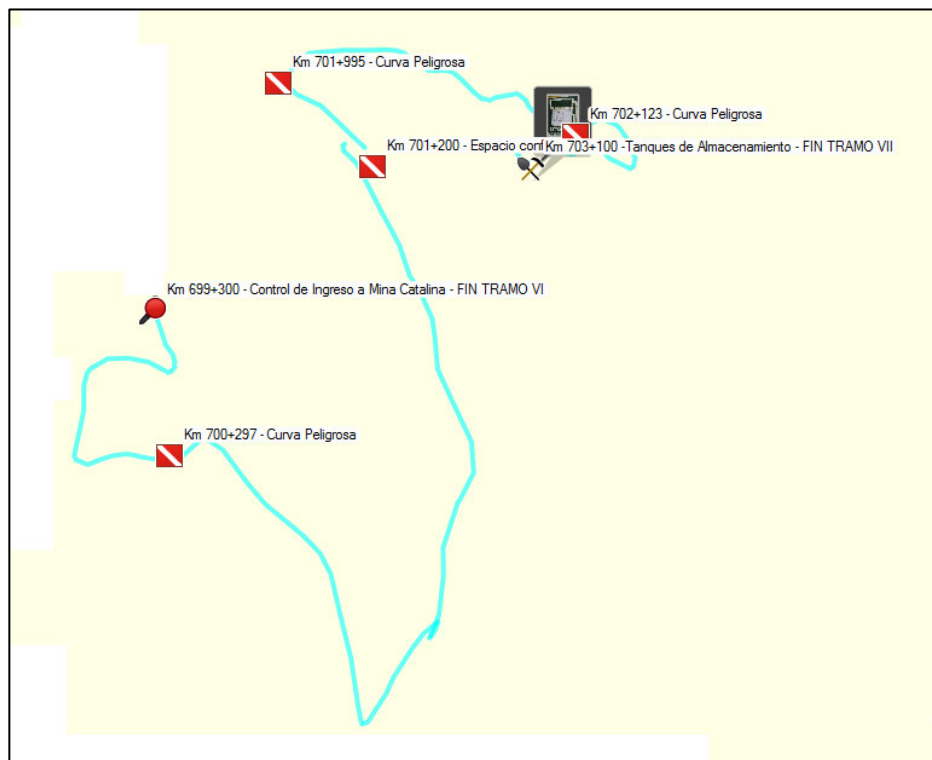 Km 701+995 - Curva Peligrosa
Km 702+123 - Curva Peligrosa
Km 701+200 - Espacio
Km 703+100 -Tanques de Almacenamiento - FIN TRAMO VII
Km 699+300 - Control de Ingreso a Mina Catalina - FIN TRAMO VI
Km 700+297 - Curva Peligrosa